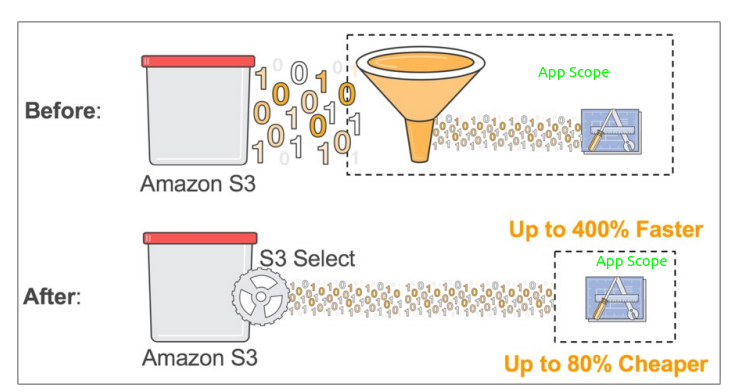 App Scope
Before:
Amazon S3
Up to 400% Faster
S3 Select
App Scope
After:
Amazon S3
Up to 80% Cheaper